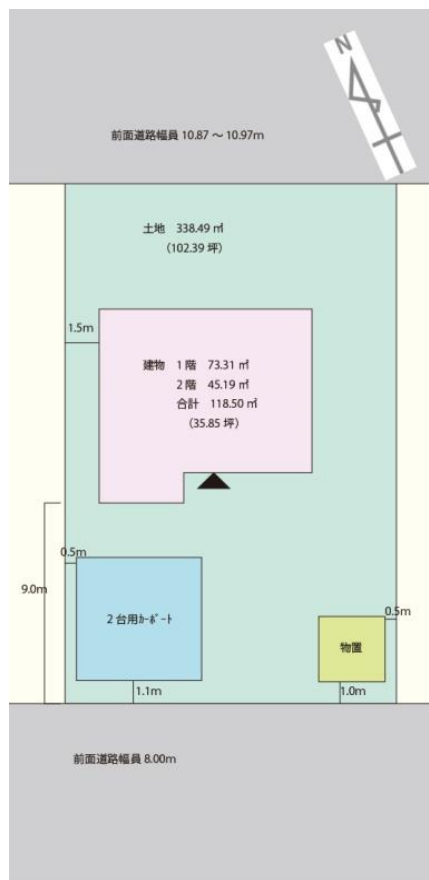 N
前面道路幅員 10.87 ～ 10.97m
土地 338.49 ㎡
(102.39 坪)
1.5m
建物 1階 73.31 ㎡
2階 45.19 ㎡
合計 118.50 ㎡
(35.85 坪)
0.5m
9.0m
2台用ｶｰﾎﾟｰﾄ
0.5m
物置
1.1m
1.0m
前面道路幅員 8.00m